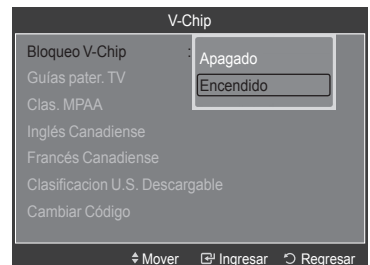 V-Chip
Bloqueo V-Chip :
Apagado
Encendido
Guías pater. TV
Clas. MPAA
Inglés Canadiense
Francés Canadiense
Clasificacion U.S. Descargable
Cambiar Código
Mover Ingresar Regresar